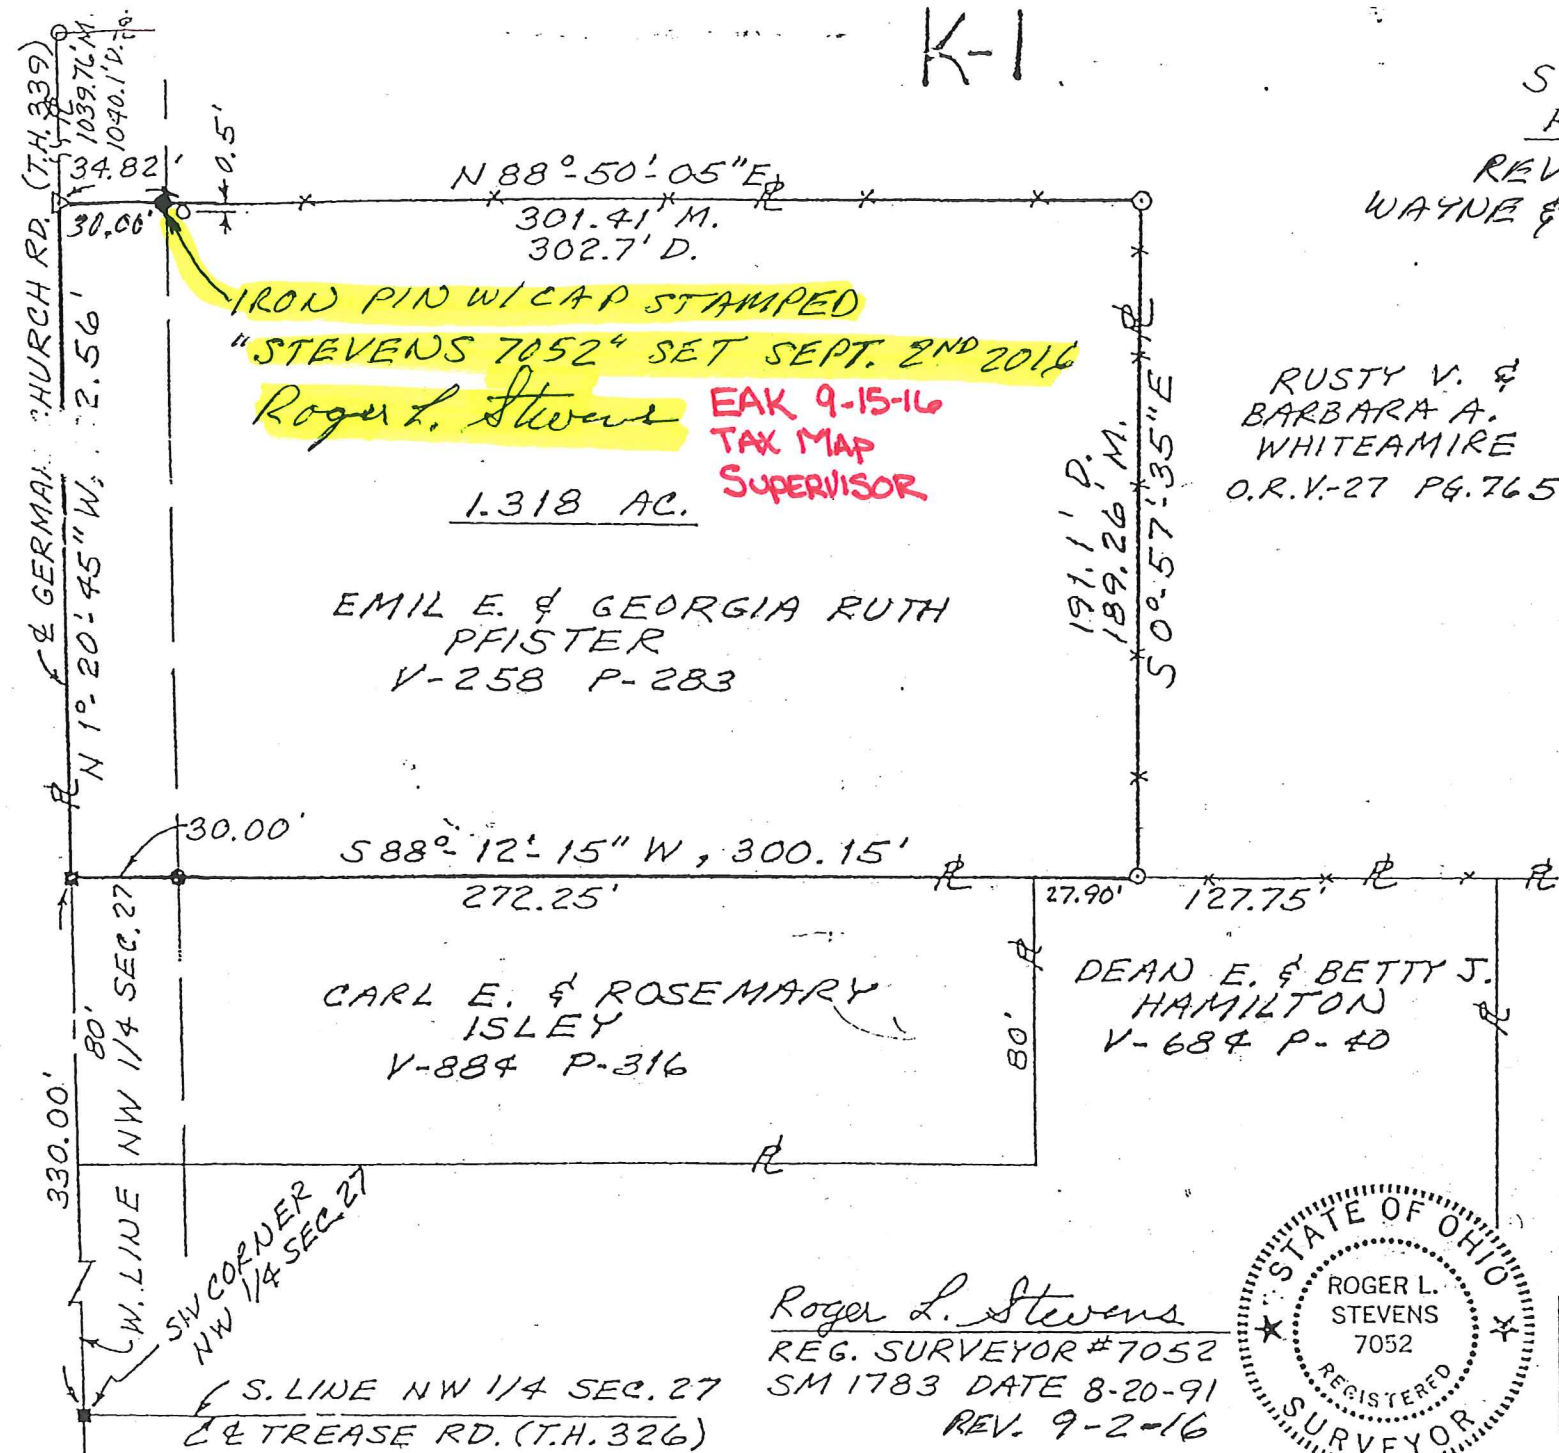 K-1
1039.76' M.
1040.1' D.
(T.H. 339)
34.82'
30.00'
0.5'
N 88°-50'-05" E
301.41' M.
302.7' D.
REV
WAYNE &
IRON PIN W/CAP STAMPED
"STEVENS 7052" SET SEPT. 2ND 2016
Roger L. Stevens
EAK 9-15-16
TAX MAP
SUPERVISOR
1.318 AC.
EMIL E. & GEORGIA RUTH
PFISTER
V-258 P-283
RUSTY V. &
BARBARA A.
WHITEAMIRE
O.R.V.-27 PG. 765
191.1' D.
189.26' M.
S 0°-57'-35" E
HURCH RD.
GERMAN
N 1°-20'-45" W,
2.56'
30.00'
S 88°-12'-15" W, 300.15'
272.25'
27.90'
127.75'
CARL E. & ROSEMARY
ISLEY
V-884 P-316
80'
DEAN E. & BETTY J.
HAMILTON
V-684 P-40
80'
330.00'
W. LINE NW 1/4 SEC. 27
SW CORNER
NW 1/4 SEC. 27
S. LINE NW 1/4 SEC. 27
TREASE RD. (T.H. 326)
Roger L. Stevens
REG. SURVEYOR #7052
SM 1783 DATE 8-20-91
REV. 9-2-16
STATE OF OHIO
ROGER L.
STEVENS
7052
REGISTERED
SURVEYOR